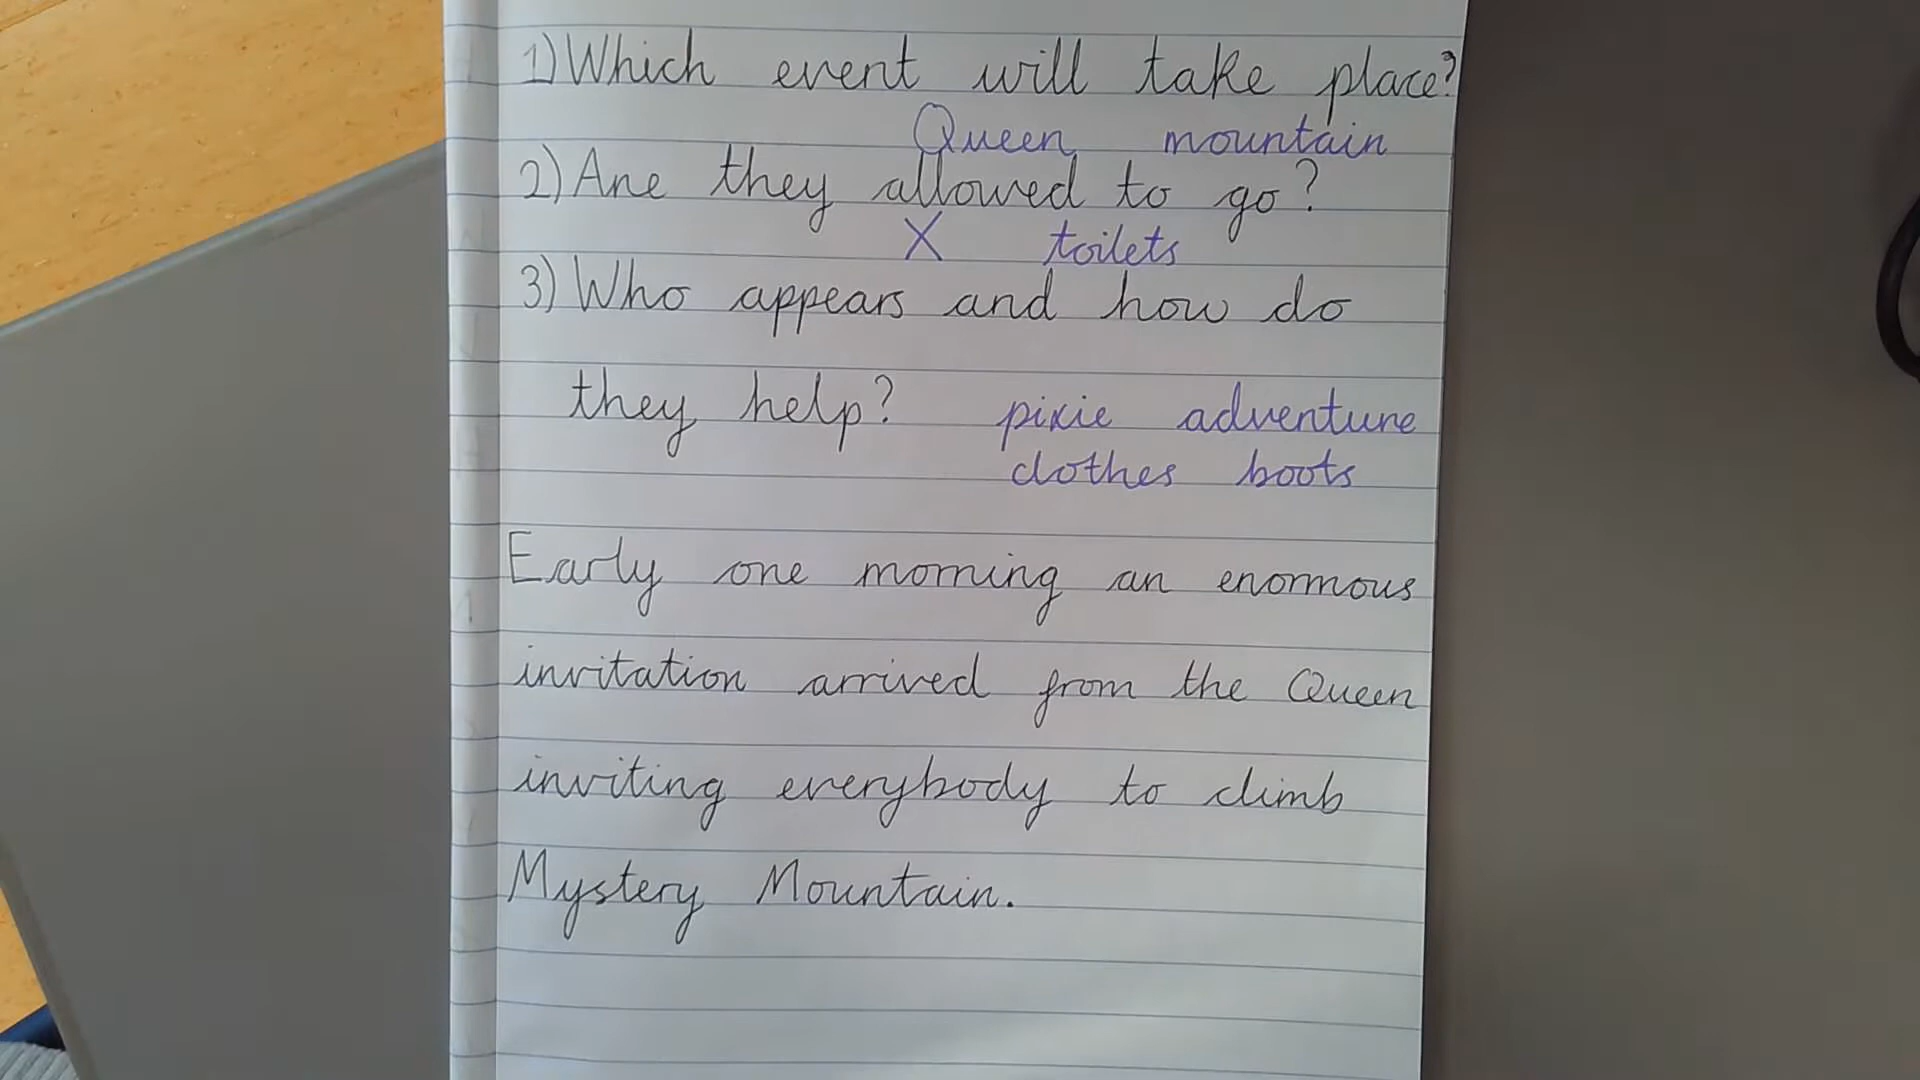 1) Which event will take place?
Queen mountain
2) Are they allowed to go?
X toilets
3) Who appears and how do
they help? pixie adventure
clothes boots
Early one morning an enormous
invitation arrived from the Queen
inviting everybody to climb
Mystery Mountain.